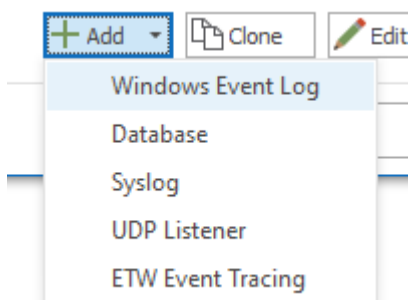 Add Clone Edit
Windows Event Log
Database
Syslog
UDP Listener
ETW Event Tracing